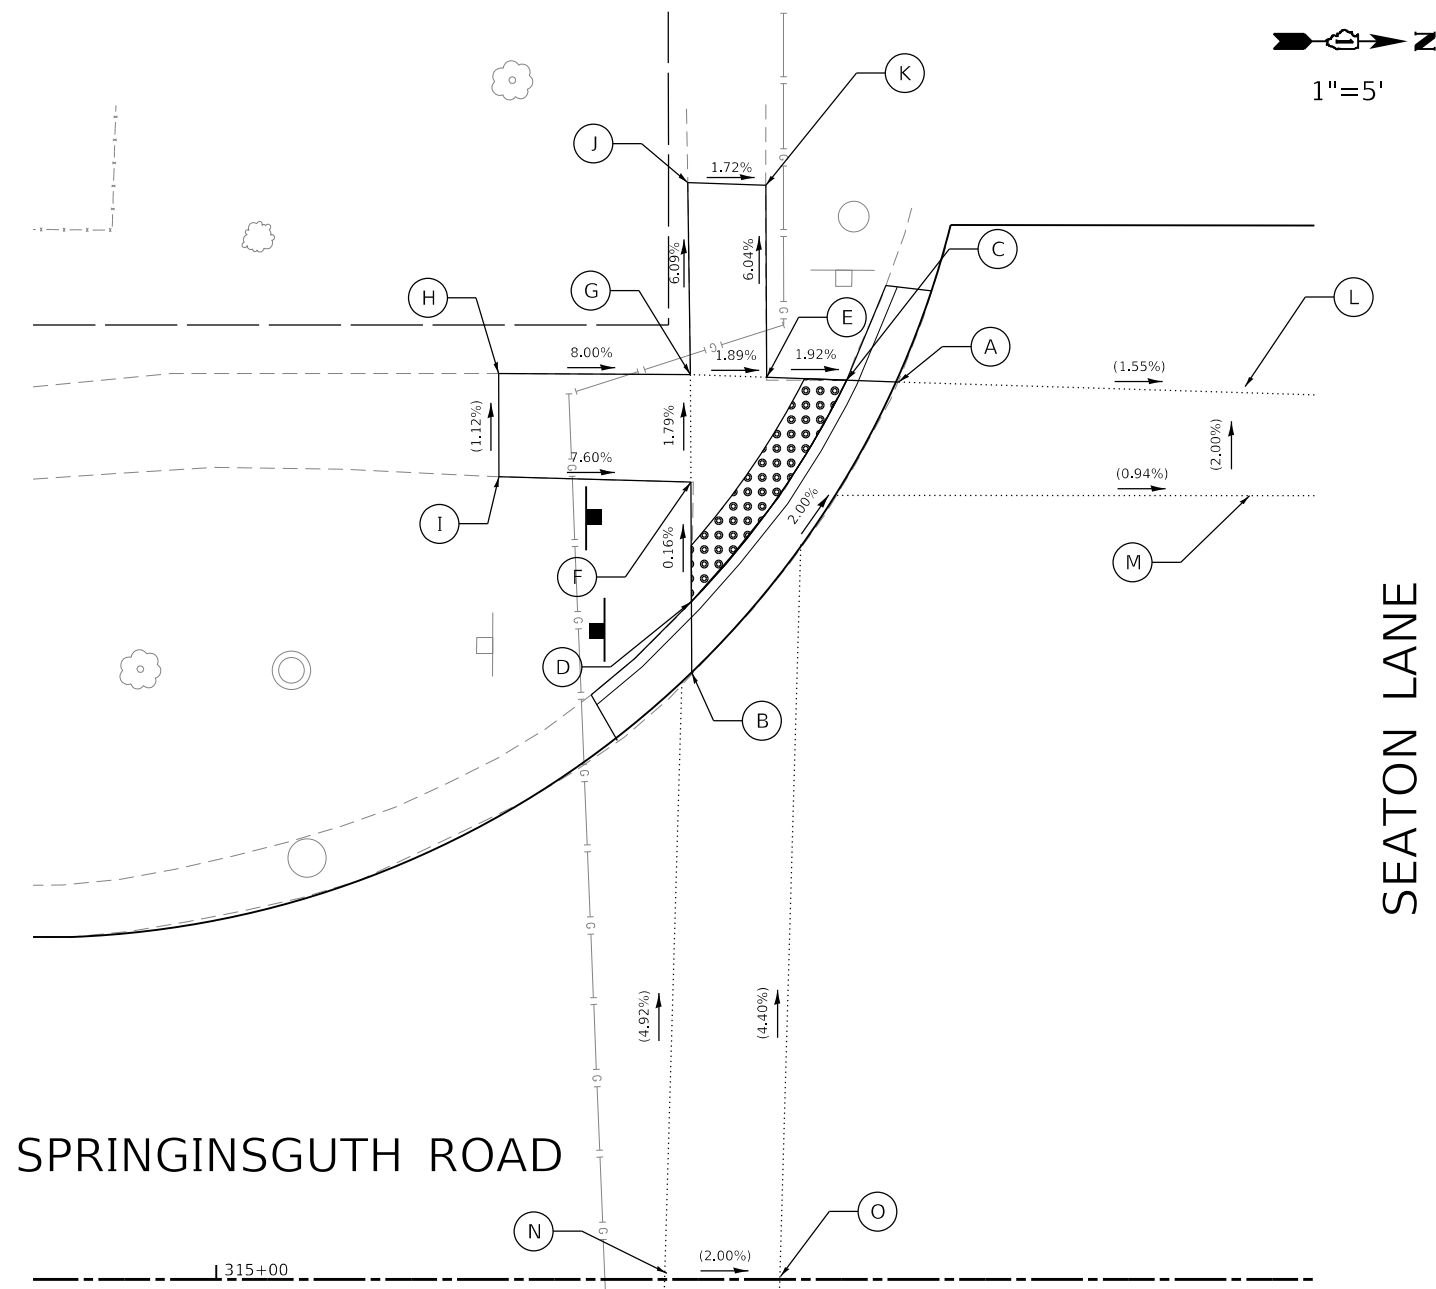 N
1"=5'
K
J
1.72%
G
C
6.09%
6.04%
H
G
E
L
G
A
8.00%
G
1.89%
1.92%
(1.55%)
(1.12%)
1.79%
(2.00%)
7.60%
G
(0.94%)
2.00%
I
0.16%
F
M
G
D
B
G
SEATON LANE
G
(4.92%)
(4.40%)
G
SPRINGINSGUTH ROAD
N
G
O
(2.00%)
315+00